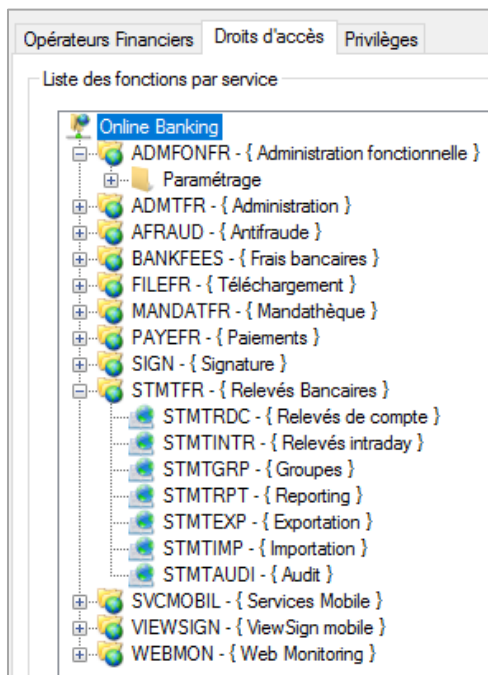 Opérateurs Financiers Droits d'accès Privilèges
Liste des fonctions par service
Online Banking
ADMFONFR - { Administration fonctionnelle }
Paramétrage
ADMTFR - { Administration }
AFRAUD - { Antifraude }
BANKFEES - { Frais bancaires }
FILEFR - { Téléchargement }
MANDATFR - { Mandathèque }
PAYEFR - { Paiements }
SIGN - { Signature }
STMTFR - { Relevés Bancaires }
STMTRDC - { Relevés de compte }
STMTINTR - { Relevés intraday }
STMTGRP - { Groupes }
STMTRPT - { Reporting }
STMTEXP - { Exportation }
STMTIMP - { Importation }
STMTAUDI - { Audit }
SVCMOBIL - { Services Mobile }
VIEWSIGN - { ViewSign mobile }
WEBMON - { Web Monitoring }